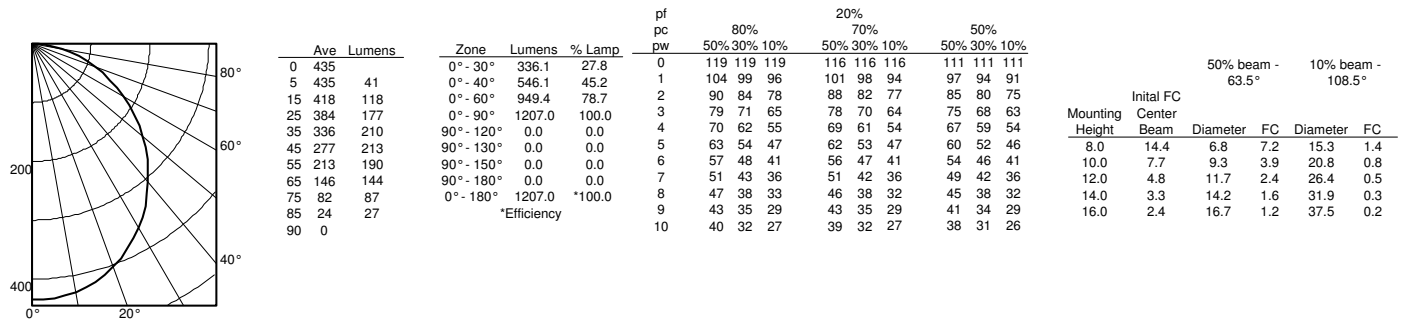 200
400
0°
20°
40°
60°
80°
Ave Lumens
0 435
5 435 41
15 418 118
25 384 177
35 336 210
45 277 213
55 213 190
65 146 144
75 82 87
85 24 27
90 0
Zone Lumens % Lamp
0°- 30° 336.1 27.8
0°- 40° 546.1 45.2
0°- 60° 949.4 78.7
0°- 90° 1207.0 100.0
90°- 120° 0.0 0.0
90°- 130° 0.0 0.0
90°- 150° 0.0 0.0
90°- 180° 0.0 0.0
0°- 180° 1207.0 *100.0
*Efficiency
pf 20%
pc 80% 70% 50%
pw 50% 30% 10% 50% 30% 10% 50% 30% 10%
0 119 119 119 116 116 116 111 111 111
1 104 99 96 101 98 94 97 94 91
2 90 84 78 88 82 77 85 80 75
3 79 71 65 78 70 64 75 68 63
4 70 62 55 69 61 54 67 59 54
5 63 54 47 62 53 47 60 52 46
6 57 48 41 56 47 41 54 46 41
7 51 43 36 51 42 36 49 42 36
8 47 38 33 46 38 32 45 38 32
9 43 35 29 43 35 29 41 34 29
10 40 32 27 39 32 27 38 31 26
50% beam - 10% beam -
63.5° 108.5°
Inital FC
Mounting Center
Height Beam Diameter FC Diameter FC
8.0 14.4 6.8 7.2 15.3 1.4
10.0 7.7 9.3 3.9 20.8 0.8
12.0 4.8 11.7 2.4 26.4 0.5
14.0 3.3 14.2 1.6 31.9 0.3
16.0 2.4 16.7 1.2 37.5 0.2